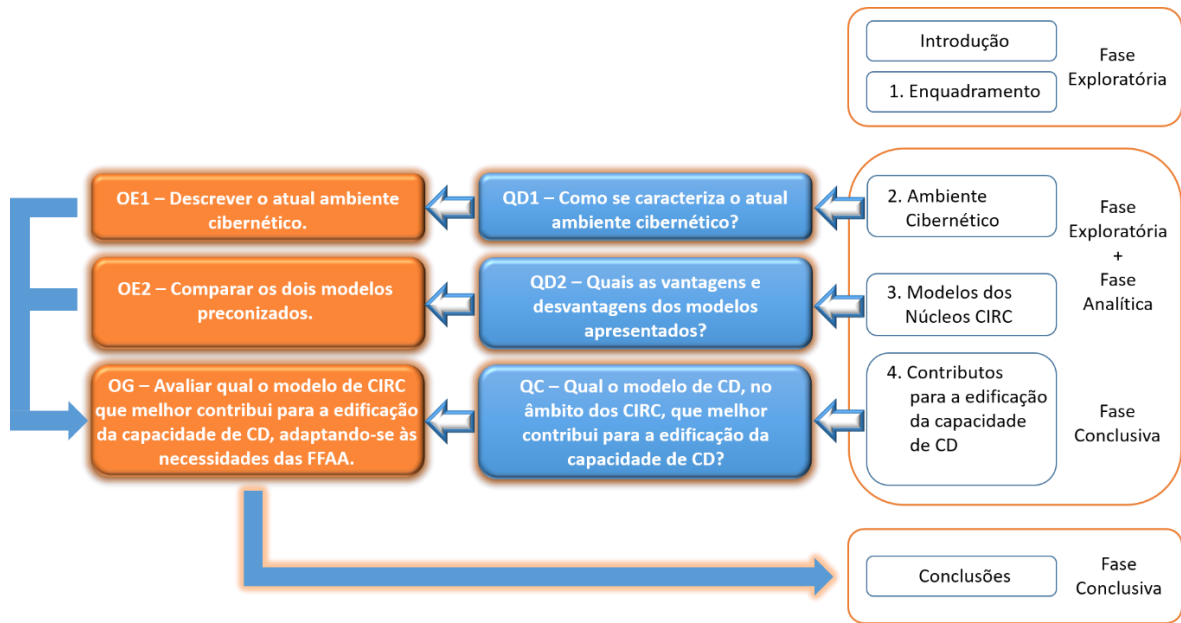 Introdução
1. Enquadramento
Fase
Exploratória
OE1 – Descrever o atual ambiente
cibernético.
QD1 – Como se caracteriza o atual
ambiente cibernético?
2. Ambiente
Cibernético
Fase
Exploratória
+
Fase
Analítica
OE2 – Comparar os dois modelos
preconizados.
QD2 – Quais as vantagens e
desvantagens dos modelos
apresentados?
3. Modelos dos
Núcleos CIRC
OG – Avaliar qual o modelo de CIRC
que melhor contribui para a edificação
da capacidade de CD, adaptando-se às
necessidades das FFAA.
QC – Qual o modelo de CD, no
âmbito dos CIRC, que melhor
contribui para a edificação da
capacidade de CD?
4. Contributos
para a edificação
da capacidade
de CD
Fase
Conclusiva
Conclusões
Fase
Conclusiva